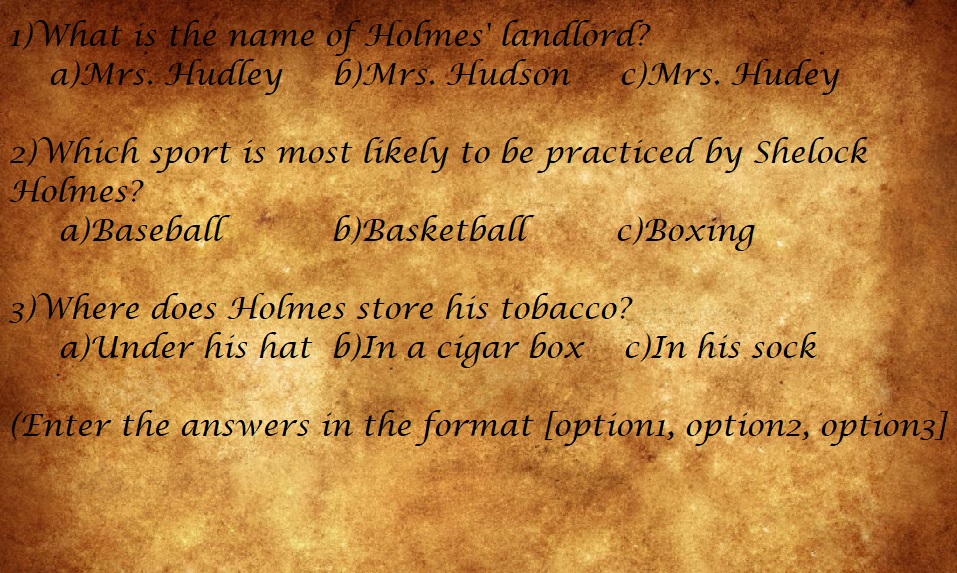 1)What is the name of Holmes' landlord?
a)Mrs. Hudley b)Mrs. Hudson c)Mrs. Hudey
2)Which sport is most likely to be practiced by Shelock
Holmes?
a)Baseball b)Basketball c)Boxing
3)Where does Holmes store his tobacco?
a)Under his hat b)In a cigar box c)In his sock
(Enter the answers in the format [option1, option2, option3]